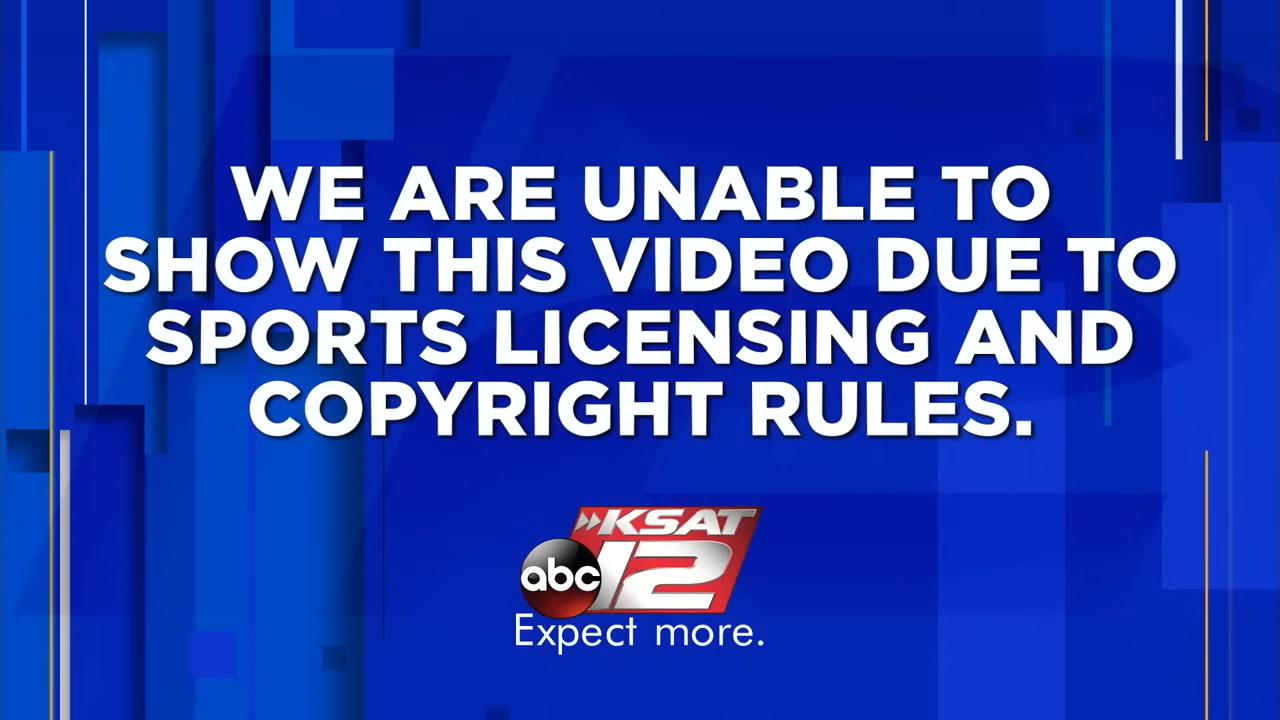 WE ARE UNABLE TO
SHOW THIS VIDEO DUE TO
SPORTS LICENSING AND
COPYRIGHT RULES.
KSAT
abc 12
Expect more.